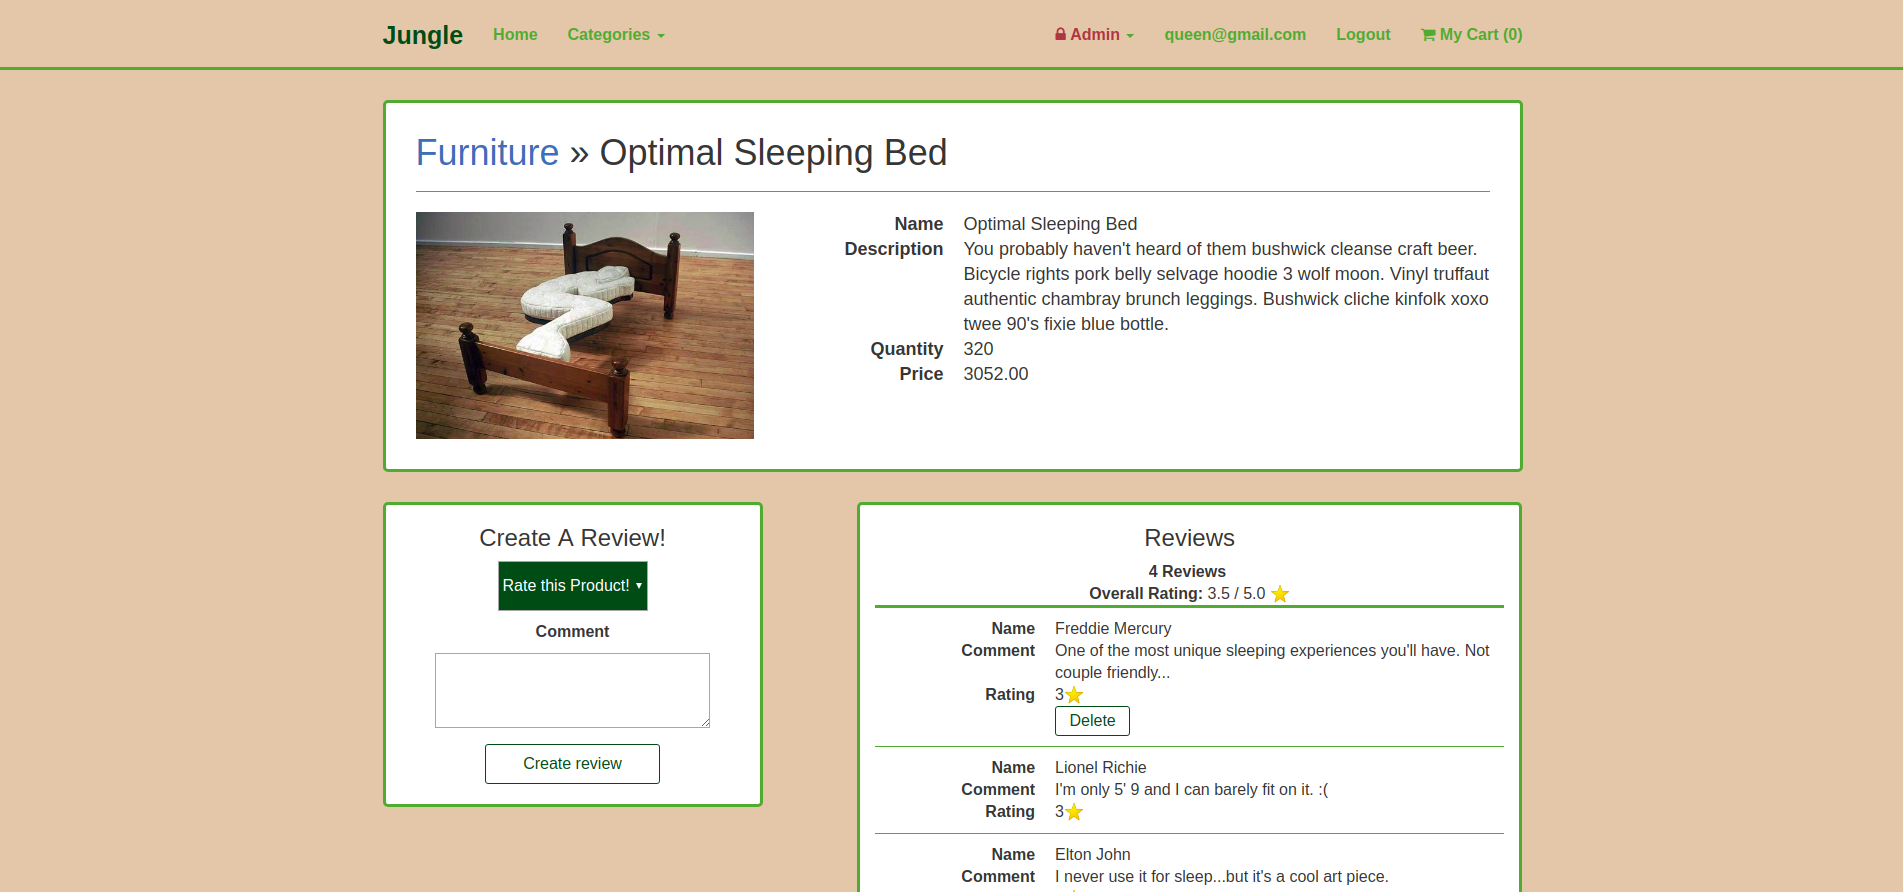 Jungle Home Categories Admin queen@gmail.com Logout My Cart (0)
Furniture » Optimal Sleeping Bed
Name Optimal Sleeping Bed
Description You probably haven't heard of them bushwick cleanse craft beer.
Bicycle rights pork belly selvage hoodie 3 wolf moon. Vinyl truffaut
authentic chambray brunch leggings. Bushwick cliche kinfolk xoxo
twee 90's fixie blue bottle.
Quantity 320
Price 3052.00
Create A Review!
Rate this Product!
Comment
Create review
Reviews
4 Reviews
Overall Rating: 3.5 / 5.0
Name Freddie Mercury
Comment One of the most unique sleeping experiences you'll have. Not
couple friendly...
Rating 3
Delete
Name Lionel Richie
Comment I'm only 5' 9 and I can barely fit on it. :(
Rating 3
Name Elton John
Comment I never use it for sleep...but it's a cool art piece.